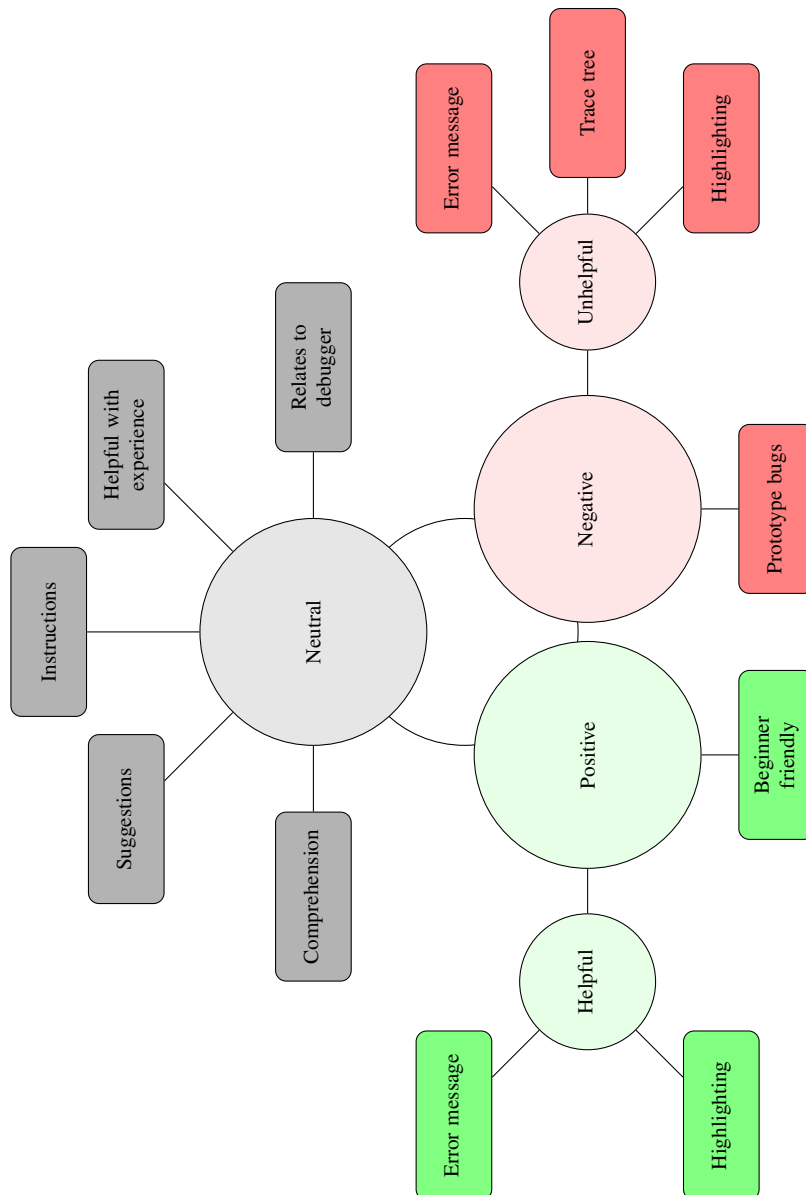 Instructions
Suggestions
Helpful with
experience
Comprehension
Neutral
Relates to
debugger
Error message
Error message
Helpful
Positive
Negative
Unhelpful
Trace tree
Highlighting
Beginner
friendly
Prototype bugs
Highlighting